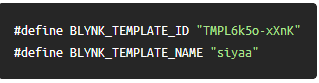 #define BLYNK_TEMPLATE_ID "TMPL6k5o-xXnK"
#define BLYNK_TEMPLATE_NAME "siyaa"